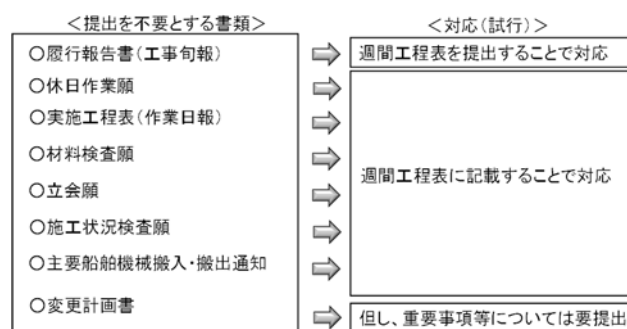 ＜提出を不要とする書類＞ ＜対応（試行）＞
○履行報告書（工事旬報） 週間工程表を提出することで対応
○休日作業願
○実施工程表（作業日報）
○材料検査願
週間工程表に記載することで対応
○立会願
○施工状況検査願
○主要船舶機械搬入・搬出通知
○変更計画書 但し、重要事項等については要提出